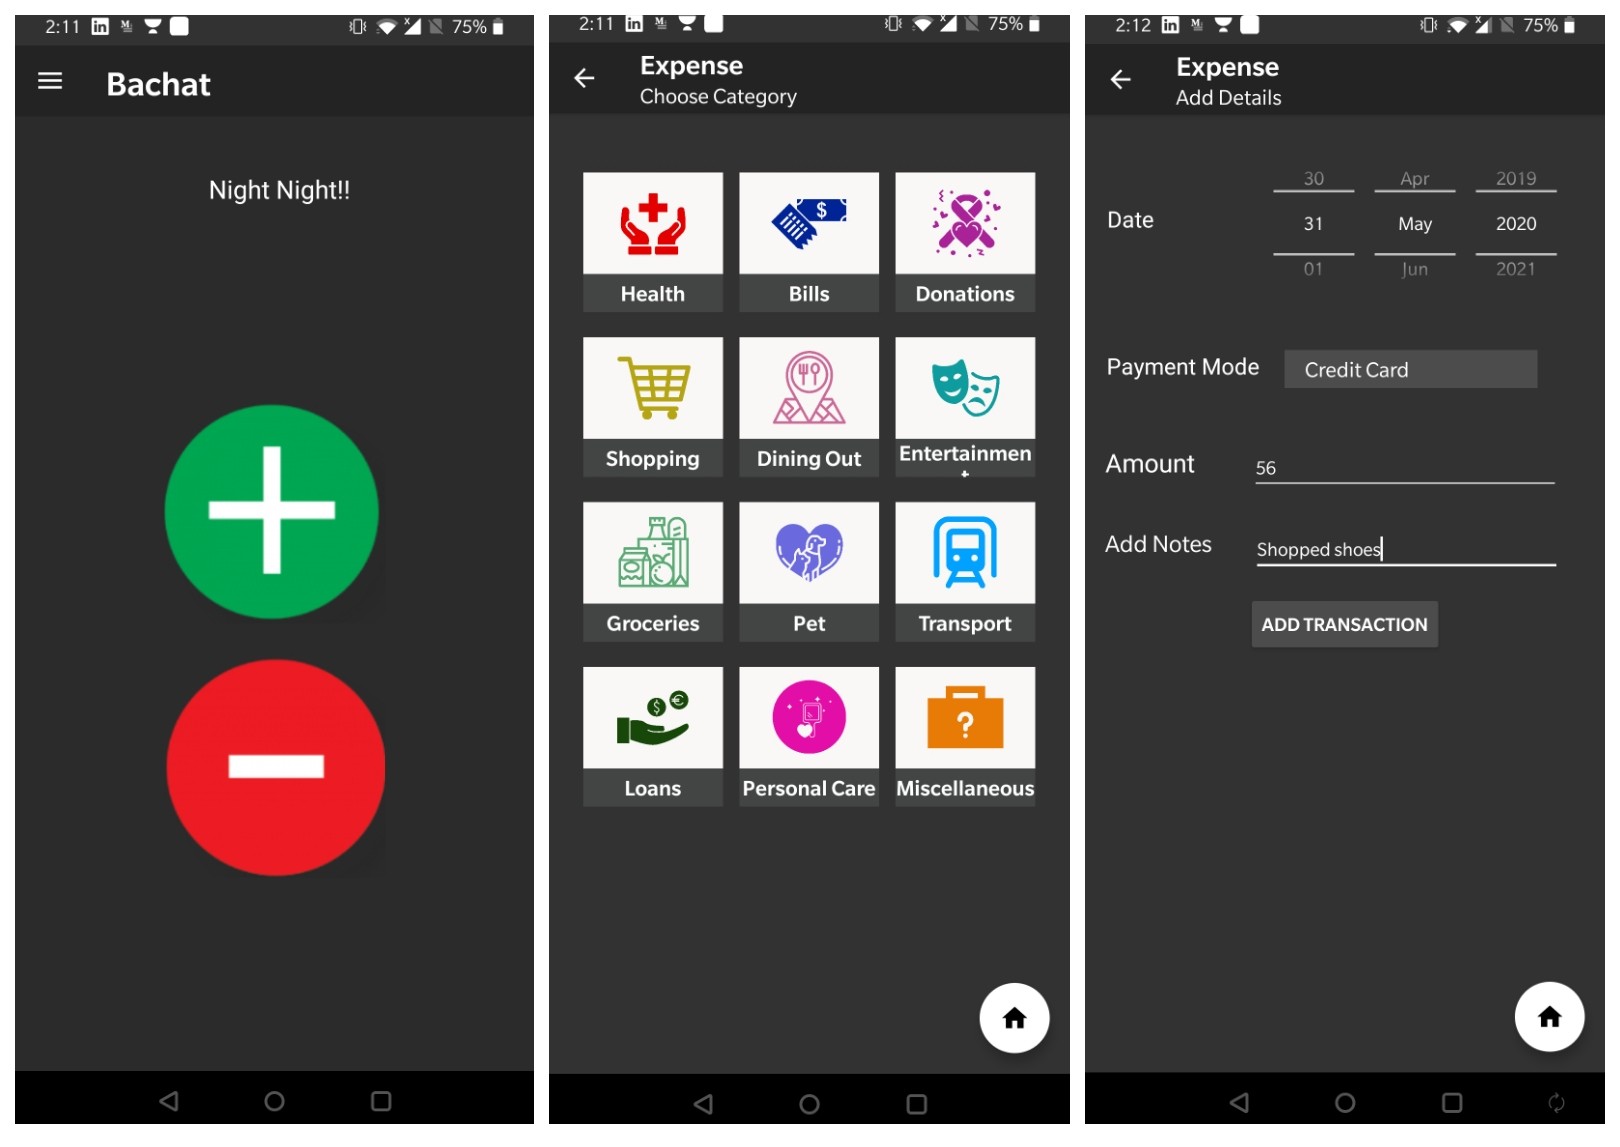 2:11 75%
Bachat
Night Night!!
2:11 75%
Expense
Choose Category
$
Health Bills Donations
Shopping Dining Out Entertainmen
t
Groceries Pet Transport
$ €
?
Loans Personal Care Miscellaneous
2:12 75%
Expense
Add Details
30 Apr 2019
Date 31 May 2020
01 Jun 2021
Payment Mode Credit Card
Amount 56
Add Notes Shopped shoes
ADD TRANSACTION